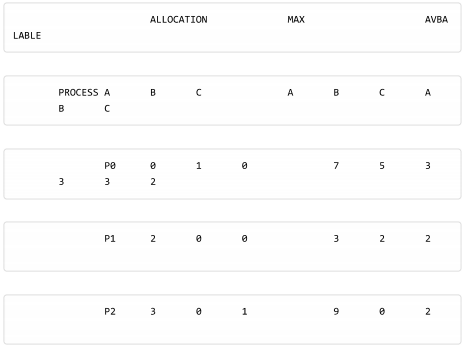 ALLOCATION MAX AVBA
LABLE
PROCESS A B C A B C A
B C
P0 0 1 0 7 5 3
3 3 2
P1 2 0 0 3 2 2
P2 3 0 1 9 0 2